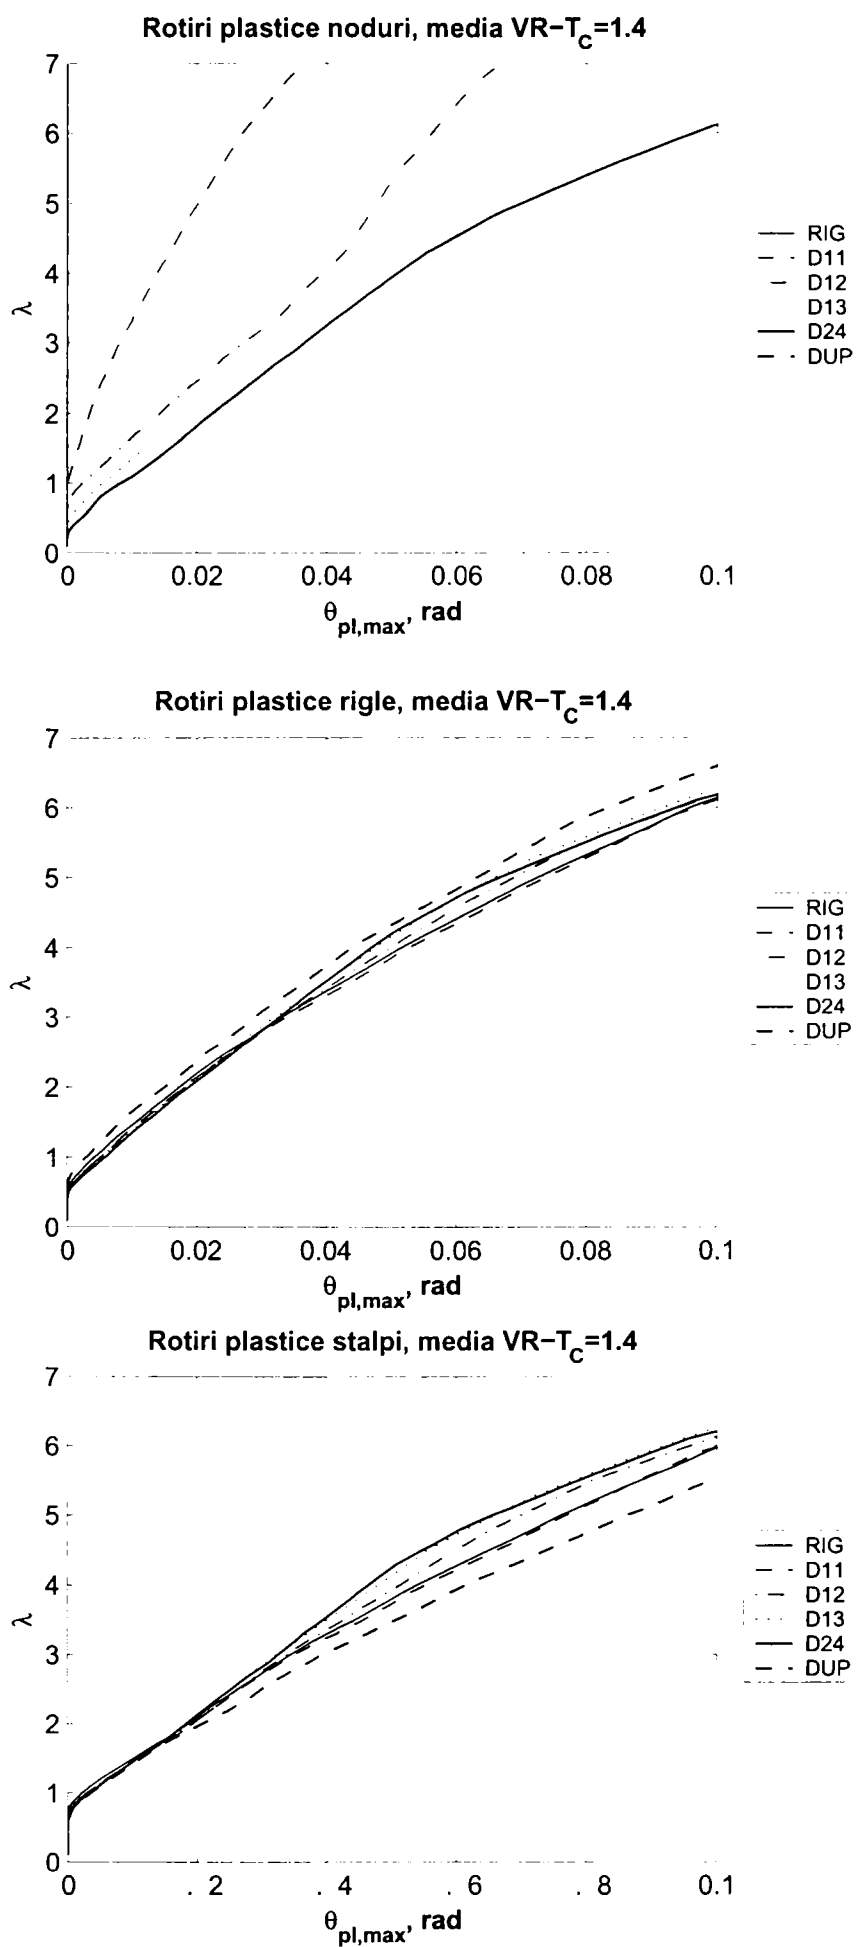 Rotiri plastice noduri, media VR−T_C=1.4
7
6
5
4
3
2
1
0
λ
0 0.02 0.04 0.06 0.08 0.1
θ_pl,max, rad
RIG
D11
D12
D13
D24
DUP
Rotiri plastice rigle, media VR−T_C=1.4
7
6
5
4
3
2
1
0
λ
0 0.02 0.04 0.06 0.08 0.1
θ_pl,max, rad
RIG
D11
D12
D13
D24
DUP
Rotiri plastice stalpi, media VR−T_C=1.4
7
6
5
4
3
2
1
0
λ
0 . 2 . 4 . 6 . 8 0.1
θ_pl,max, rad
RIG
D11
D12
D13
D24
DUP